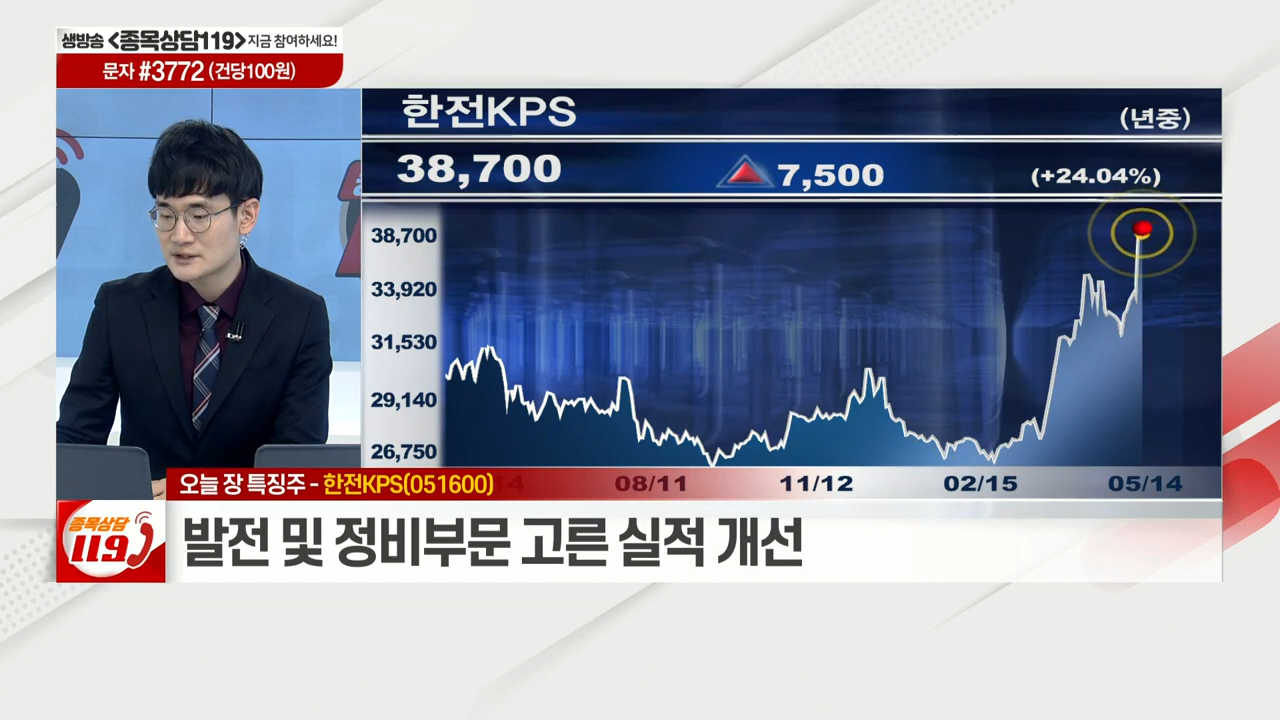 생방송 <종목상담119> 지금 참여하세요!
문자 #3772 (건당100원)
한전KPS
(년중)
38,700
7,500
(+24.04%)
38,700
33,920
31,530
29,140
26,750
08/11
11/12
02/15
05/14
오늘 장 특징주 - 한전KPS(051600)
종목상담
119
발전 및 정비부문 고른 실적 개선